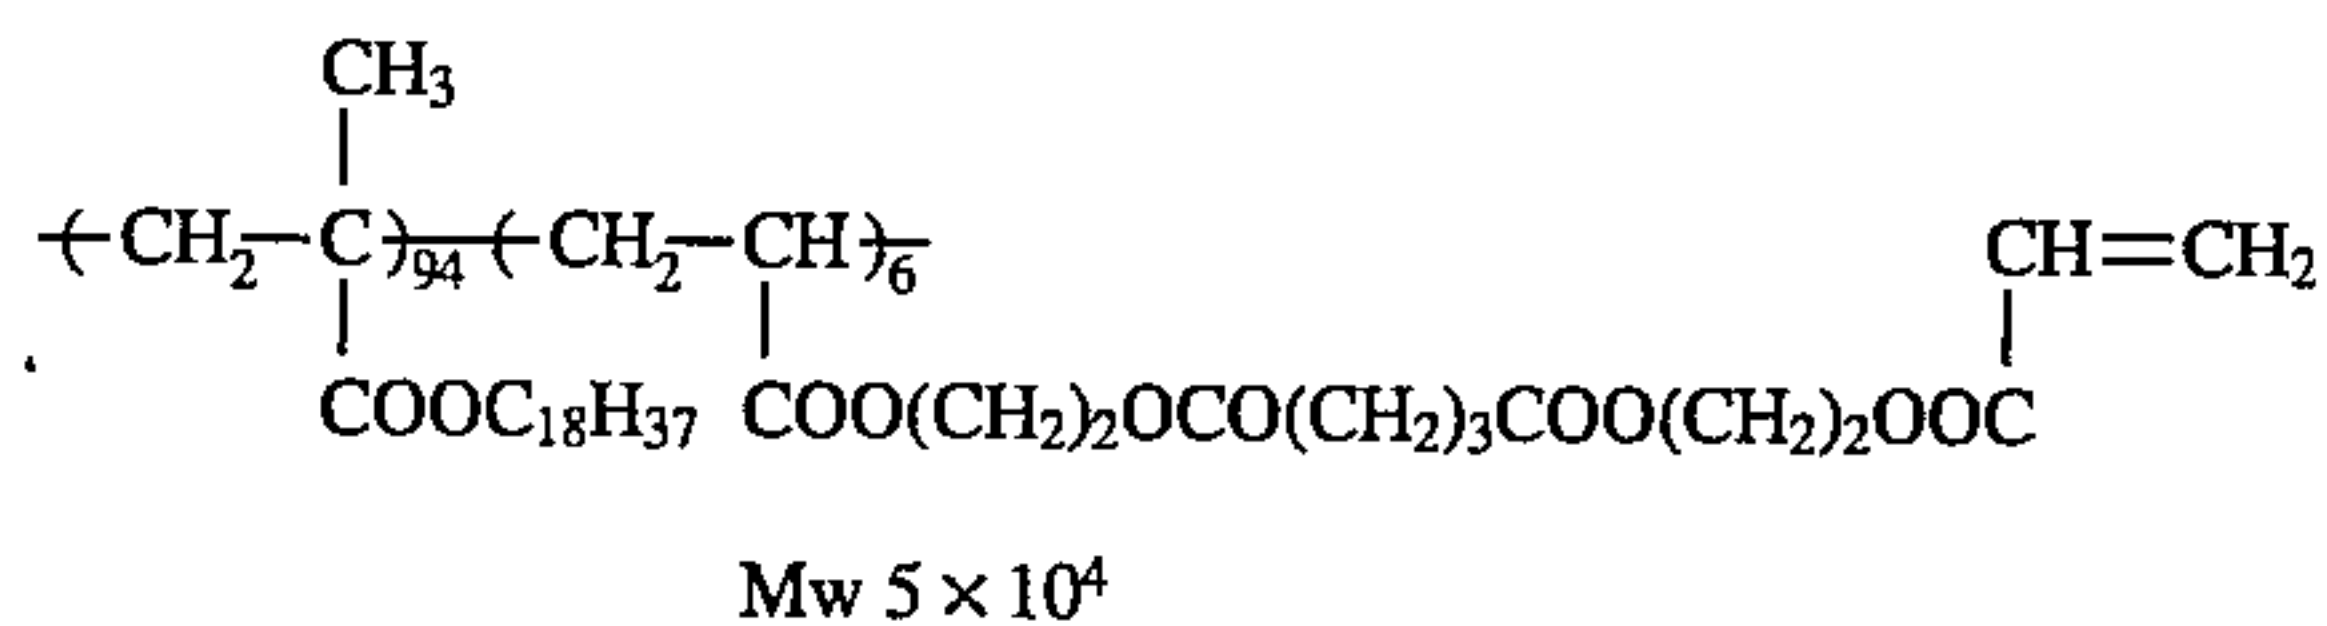 CH3
( CH2—C )94 ( CH2—CH )6 CH=CH2
COOC18H37 COO(CH2)2OCO(CH2)3COO(CH2)2OOC
Mw 5 × 10^4